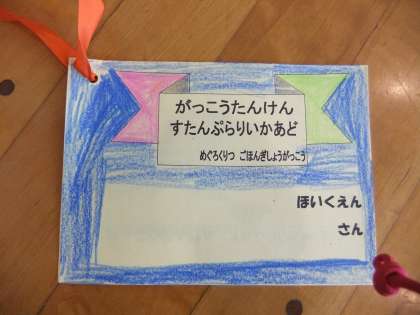 がっこうたんけん
すたんぷらりいかあど
めぐろくりつ ごほんぎしょうがっこう
ほいくえん
さん